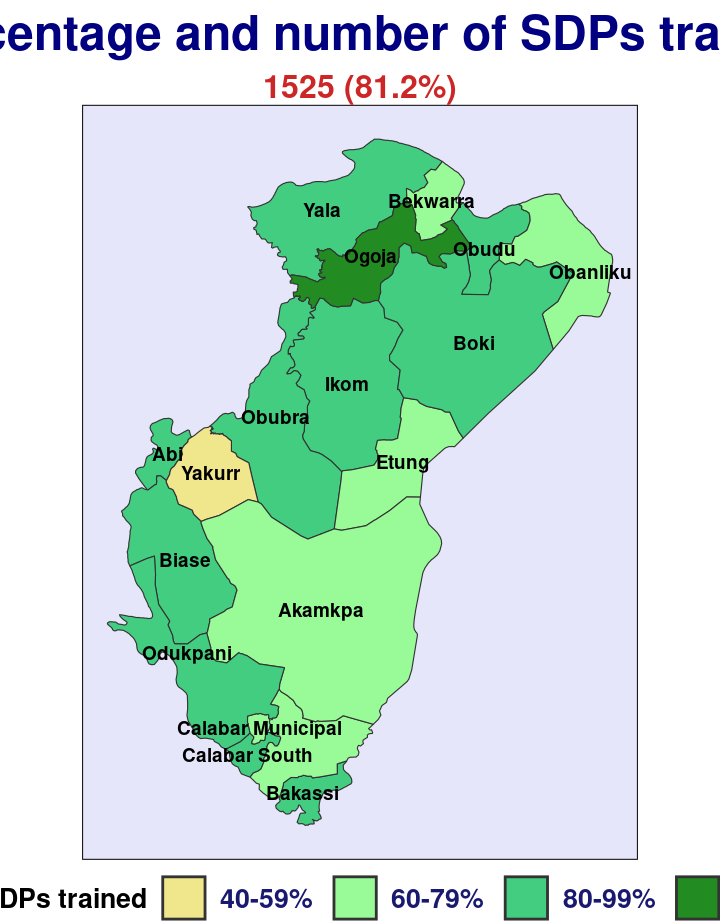 centage and number of SDPs tra
1525 (81.2%)
Bekwarra
Yala
Obudu
Ogoja
Obanliku
Boki
Ikom
Obubra
Abi
Etung
Yakurr
Biase
Akamkpa
Odukpani
Calabar Municipal
Calabar South
Bakassi
DPs trained 40-59% 60-79% 80-99%